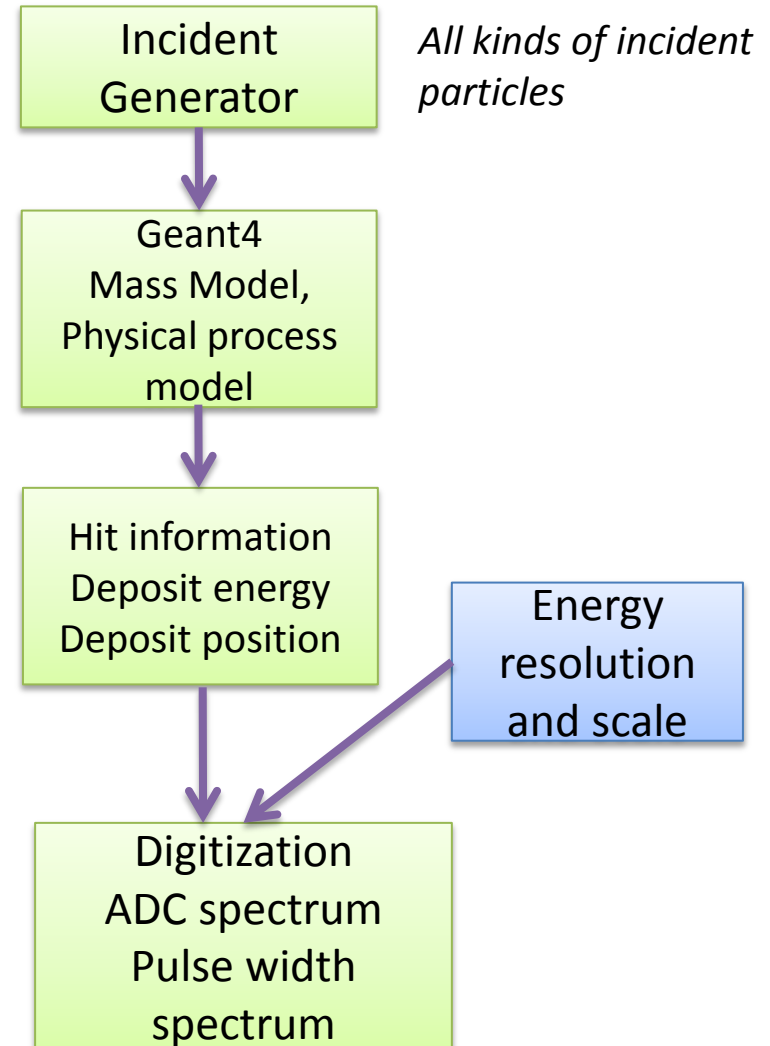 Incident
Generator
All kinds of incident
particles
Geant4
Mass Model,
Physical process
model
Hit information
Deposit energy
Deposit position
Energy
resolution
and scale
Digitization
ADC spectrum
Pulse width
spectrum